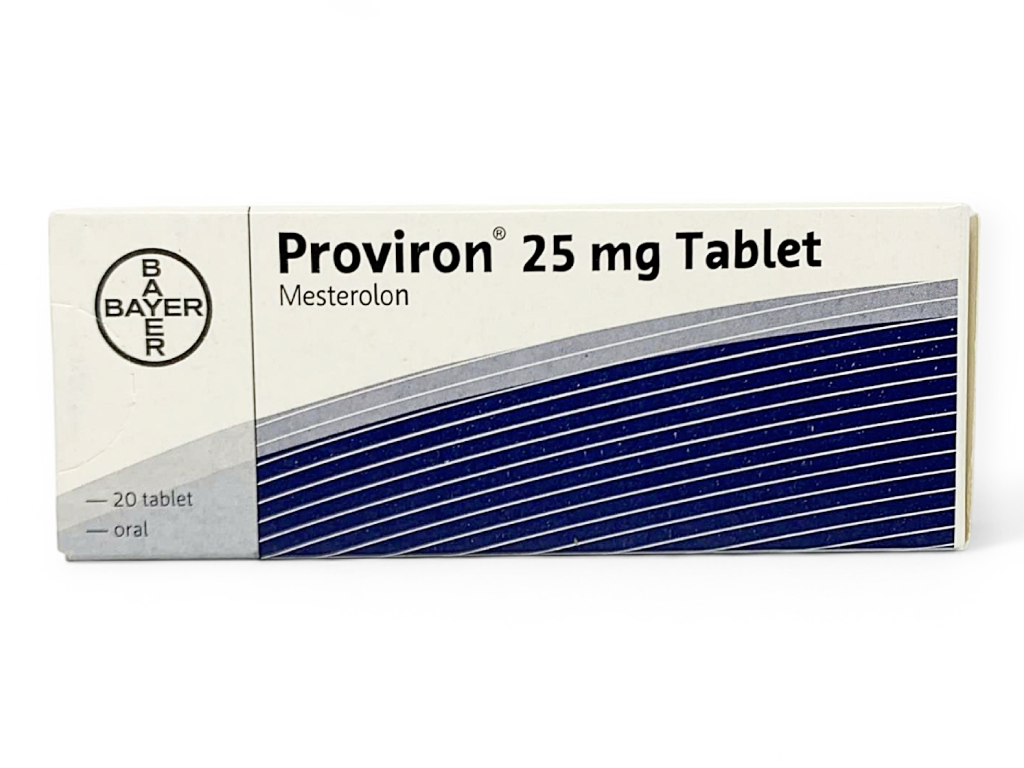 BAYER
BAYER
Proviron® 25 mg Tablet
Mesterolon
— 20 tablet
— oral